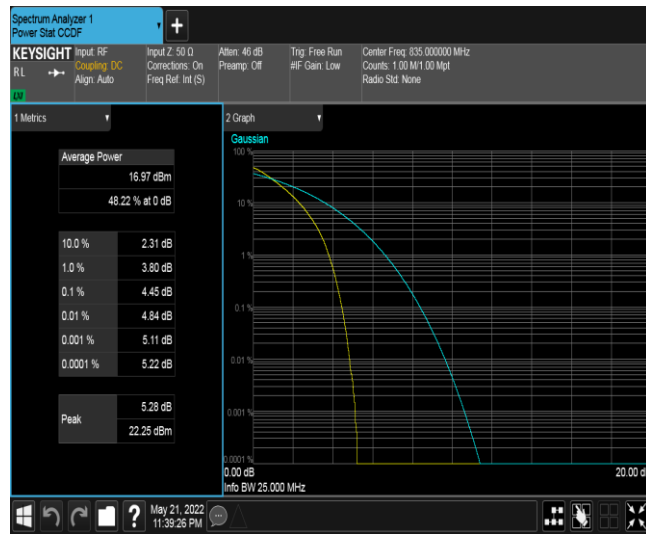 Spectrum Analyzer 1
Power Stat CCDF
+
KEYSIGHT
RL
LXI
Input: RF
Coupling: DC
Align: Auto
Input Z: 50 Ω
Corrections: On
Freq Ref: Int (S)
Atten: 46 dB
Preamp: Off
Trig: Free Run
#IF Gain: Low
Center Freq: 835.000000 MHz
Counts: 1.00 M/1.00 Mpt
Radio Std: None
1 Metrics
Average Power
16.97 dBm
48.22 % at 0 dB
10.0 % 2.31 dB
1.0 % 3.80 dB
0.1 % 4.45 dB
0.01 % 4.84 dB
0.001 % 5.11 dB
0.0001 % 5.22 dB
Peak
5.28 dB
22.25 dBm
2 Graph
Gaussian
100 %
10 %
1 %
0.1 %
0.01 %
0.001 %
0.0001 %
0.00 dB
20.00 d
Info BW 25.000 MHz
?
May 21, 2022
11:39:26 PM